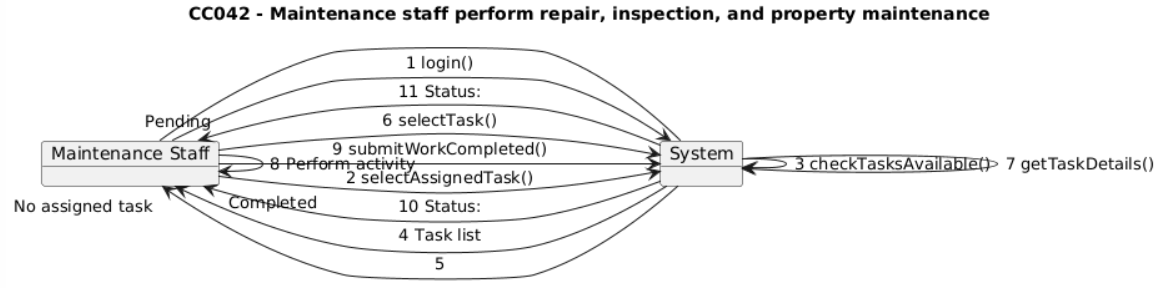 CC042 - Maintenance staff perform repair, inspection, and property maintenance
1 login()
11 Status:
Pending
6 selectTask()
9 submitWorkCompleted()
Maintenance Staff
System
8 Perform activity
3 checkTasksAvailable()
7 getTaskDetails()
2 selectAssignedTask()
Completed
10 Status:
No assigned task
4 Task list
5